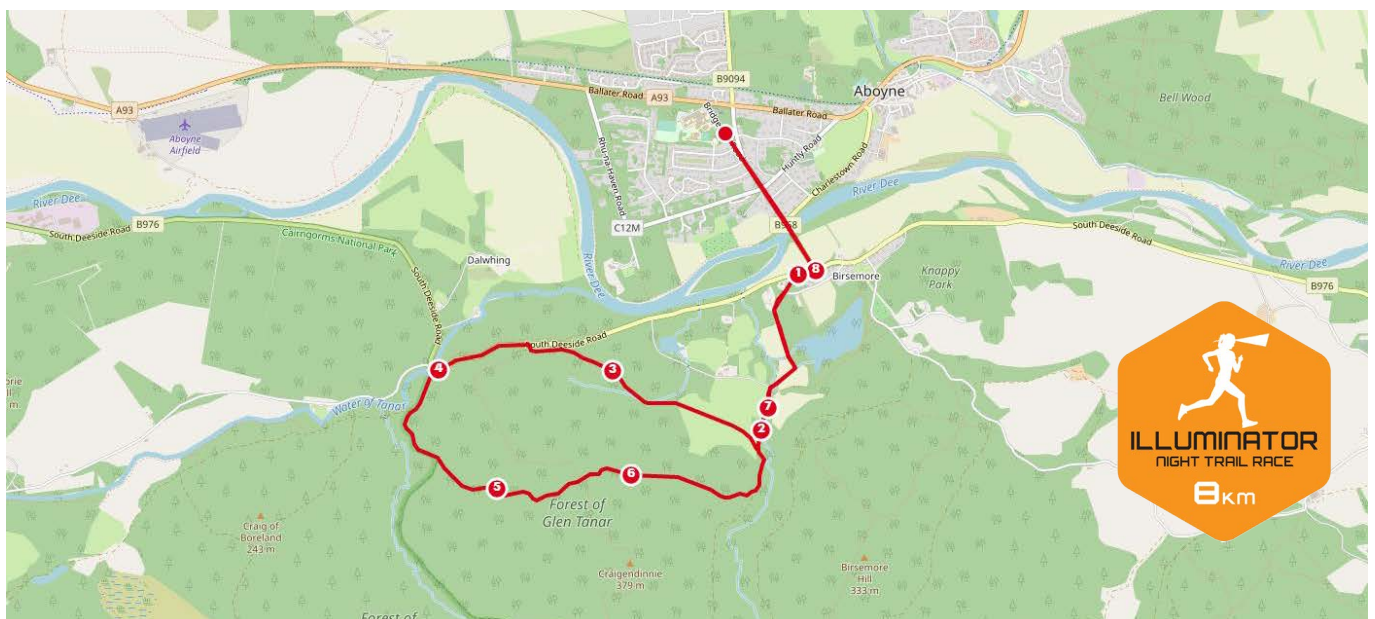 B9094
Aboyne
A93
Ballater Road
A93
Bridge
Ballater Road
Bell Wood
Aboyne
Airfield
Rhu-na-Haven Road
Huntly Road
Charlestown Road
River Dee
River Dee
B976
South Deeside Road
Cairngorms National Park
C12M
B968
South Deeside Road
Dalwhing
River Dee
River Dee
1
8
Birsemore
Knappy
Park
B976
South Deeside Road
South Deeside Road
4
3
m.
Water of Tanar
7
2
ILLUMINATOR
NIGHT TRAIL RACE
8KM
5
6
Forest of
Glen Tanar
Craig of
Boreland
243 m
Craigendinnie
379 m
Birsemore
Hill
333 m
Forest of